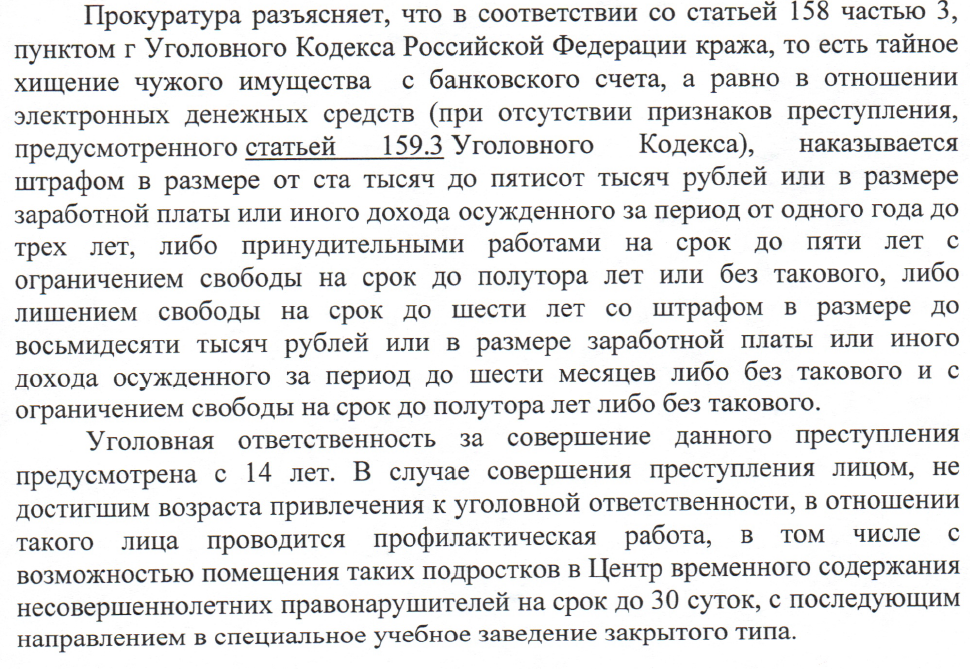 Прокуратура разъясняет, что в соответствии со статьей 158 частью 3,
пунктом г Уголовного Кодекса Российской Федерации кража, то есть тайное
хищение чужого имущества с банковского счета, а равно в отношении
электронных денежных средств (при отсутствии признаков преступления,
предусмотренного статьей 159.3 Уголовного Кодекса), наказывается
штрафом в размере от ста тысяч до пятисот тысяч рублей или в размере
заработной платы или иного дохода осужденного за период от одного года до
трех лет, либо принудительными работами на срок до пяти лет с
ограничением свободы на срок до полутора лет или без такового, либо
лишением свободы на срок до шести лет со штрафом в размере до
восьмидесяти тысяч рублей или в размере заработной платы или иного
дохода осужденного за период до шести месяцев либо без такового и с
ограничением свободы на срок до полутора лет либо без такового.
Уголовная ответственность за совершение данного преступления
предусмотрена с 14 лет. В случае совершения преступления лицом, не
достигшим возраста привлечения к уголовной ответственности, в отношении
такого лица проводится профилактическая работа, в том числе с
возможностью помещения таких подростков в Центр временного содержания
несовершеннолетних правонарушителей на срок до 30 суток, с последующим
направлением в специальное учебное заведение закрытого типа.